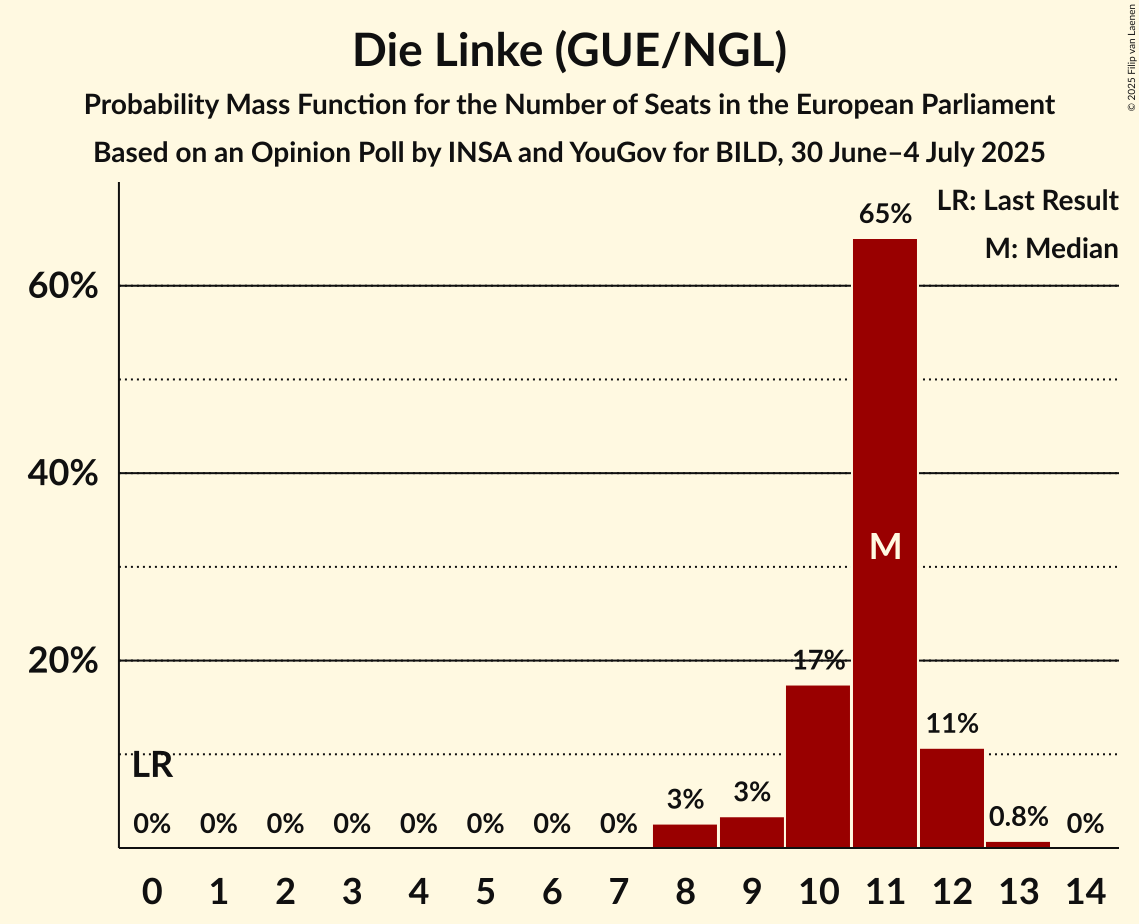 Die Linke (GUE/NGL)
Probability Mass Function for the Number of Seats in the European Parliament
Based on an Opinion Poll by INSA and YouGov for BILD, 30 June–4 July 2025
© 2025 Filip van Laenen
LR: Last Result
M: Median
60%
40%
20%
65%
M
17%
11%
LR
3%
3%
0.8%
0% 0% 0% 0% 0% 0% 0% 0% 0%
0 1 2 3 4 5 6 7 8 9 10 11 12 13 14